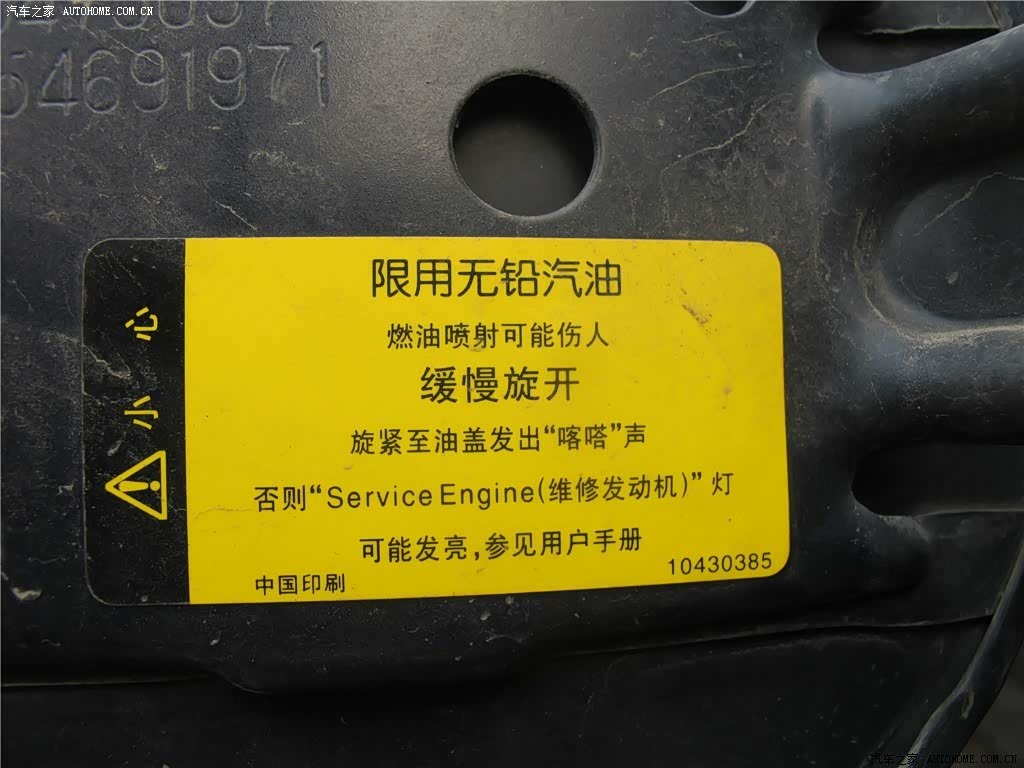 汽车之家 AUTOHOME.COM.CN
54691971
小心
限用无铅汽油
燃油喷射可能伤人
缓慢旋开
旋紧至油盖发出“喀嗒”声
否则“Service Engine(维修发动机)”灯
可能发亮,参见用户手册
10430385
中国印刷
汽车之家 AUTOHOME.COM.CN